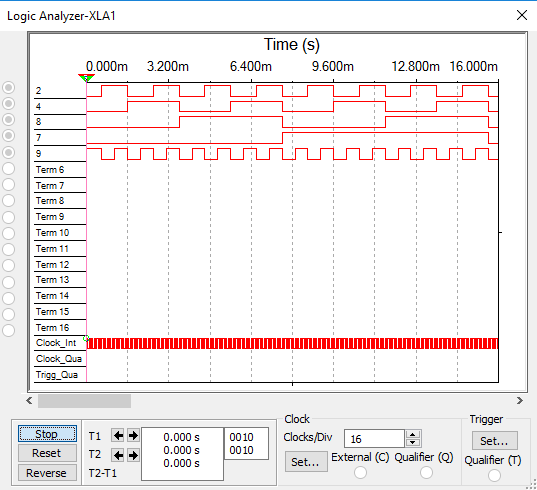 Logic Analyzer-XLA1
Time (s)
0.000m 3.200m 6.400m 9.600m 12.800m 16.000m
2
4
8
7
9
Term 6
Term 7
Term 8
Term 9
Term 10
Term 11
Term 12
Term 13
Term 14
Term 15
Term 16
Clock_Int
Clock_Qua
Trigg_Qua
Stop
Reset
Reverse
T1 0.000 s 0010
T2 0.000 s 0010
T2-T1 0.000 s
Clock
Clocks/Div 16
Set... External (C) Qualifier (Q)
Trigger
Set...
Qualifier (T)